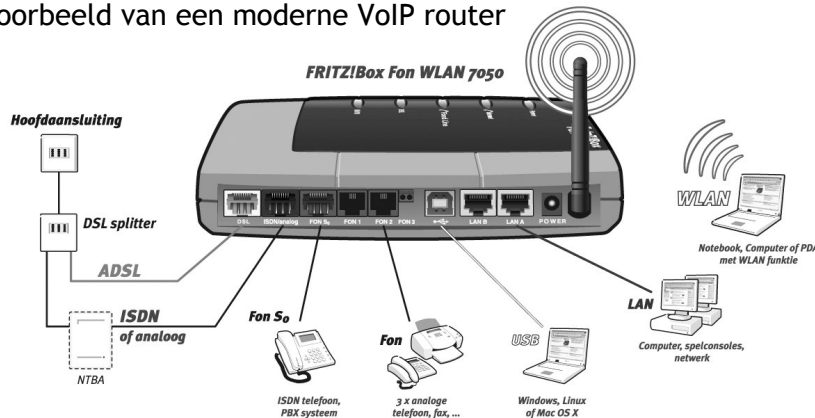 oorbeeld van een moderne VoIP router
FRITZ!Box Fon WLAN 7050
Hoofdaansluiting
DSL splitter
ADSL
ISDN
of analoog
NTBA
DSL
ISDN/analog
FON S₀
FON 1
FON 2
FON 3
LAN B
LAN A
POWER
Fon S₀
ISDN telefoon,
PBX systeem
Fon
3 x analoge
telefoon, fax, ...
USB
Windows, Linux
of Mac OS X
LAN
Computer, spelconsoles,
netwerk
WLAN
Notebook, Computer of PDA
met WLAN funktie